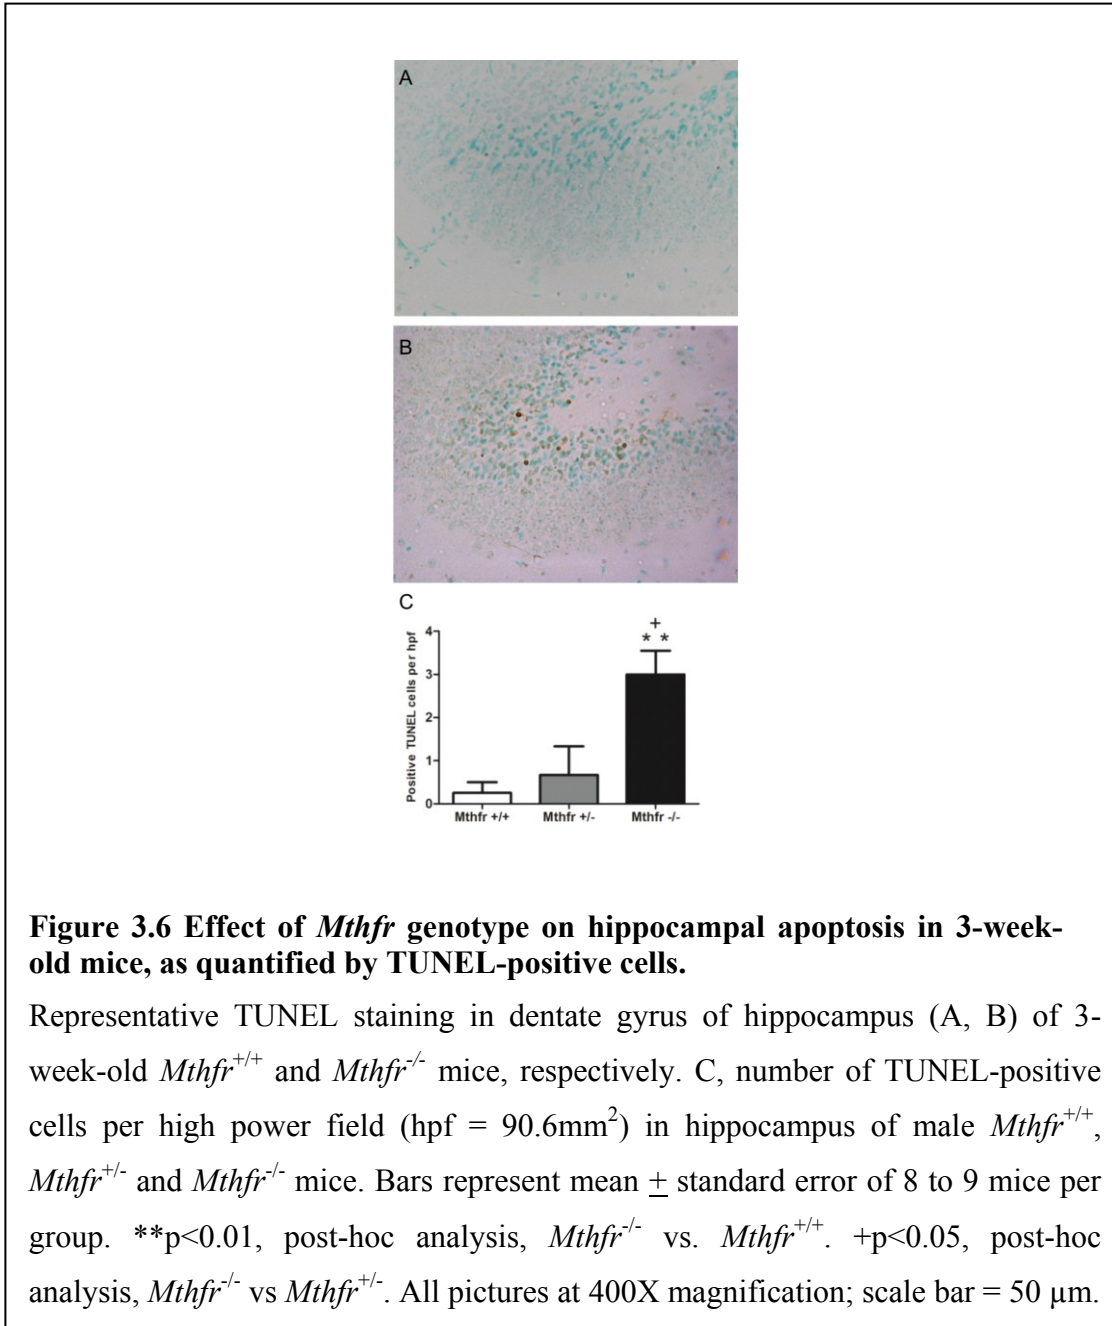 A
B
C
Positive TUNEL cells per hpf
4
3
2
1
0
+
* *
Mthfr +/+ Mthfr +/- Mthfr -/-
Figure 3.6 Effect of Mthfr genotype on hippocampal apoptosis in 3-week-
old mice, as quantified by TUNEL-positive cells.
Representative TUNEL staining in dentate gyrus of hippocampus (A, B) of 3-
week-old Mthfr+/+ and Mthfr-/- mice, respectively. C, number of TUNEL-positive
cells per high power field (hpf = 90.6mm2) in hippocampus of male Mthfr+/+,
Mthfr+/- and Mthfr-/- mice. Bars represent mean + standard error of 8 to 9 mice per
group. **p<0.01, post-hoc analysis, Mthfr-/- vs. Mthfr+/+. +p<0.05, post-hoc
analysis, Mthfr-/- vs Mthfr+/-. All pictures at 400X magnification; scale bar = 50 µm.